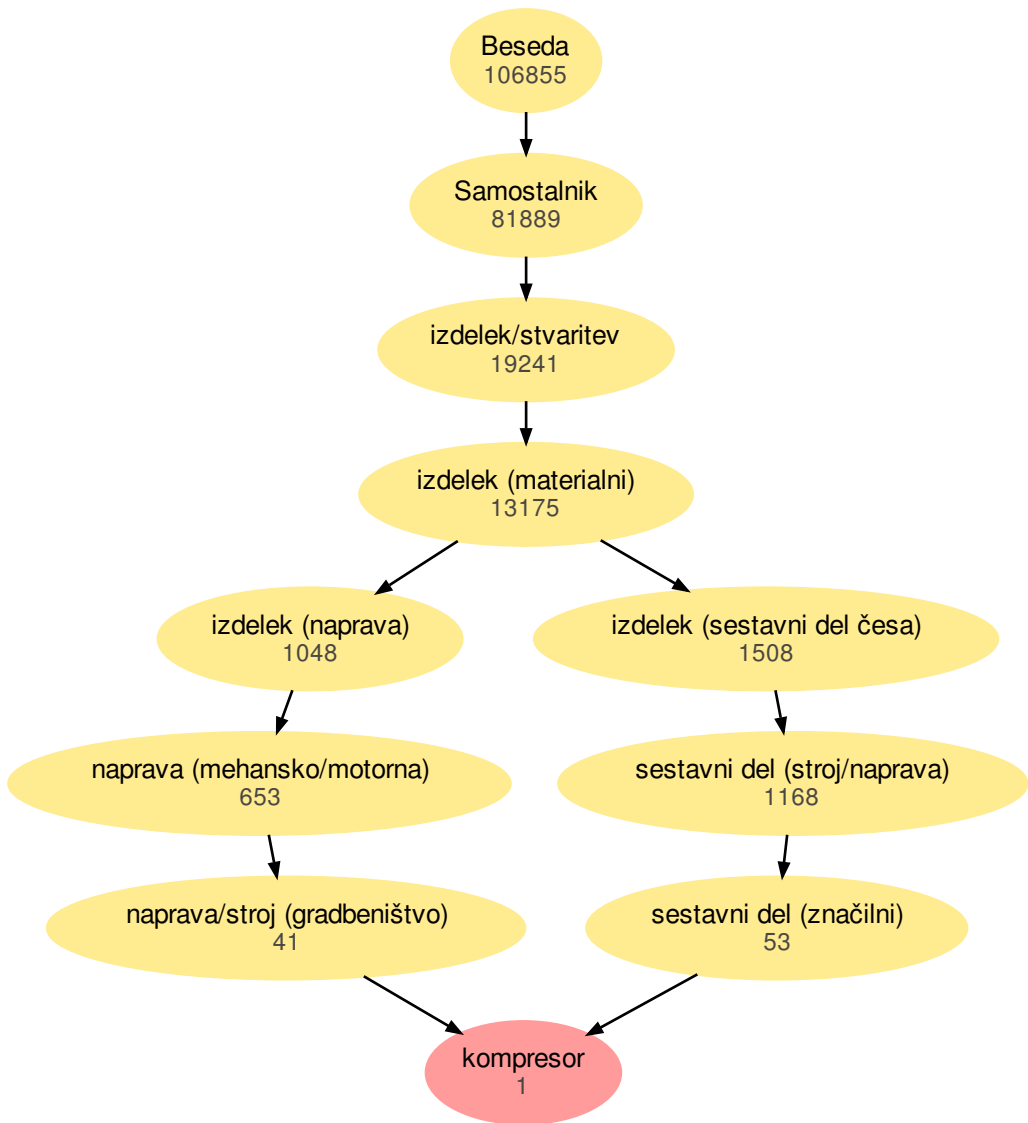 Beseda
106855
Samostalnik
81889
izdelek/stvaritev
19241
izdelek (materialni)
13175
izdelek (naprava)
1048
izdelek (sestavni del česa)
1508
naprava (mehansko/motorna)
653
sestavni del (stroj/naprava)
1168
naprava/stroj (gradbeništvo)
41
sestavni del (značilni)
53
kompresor
1